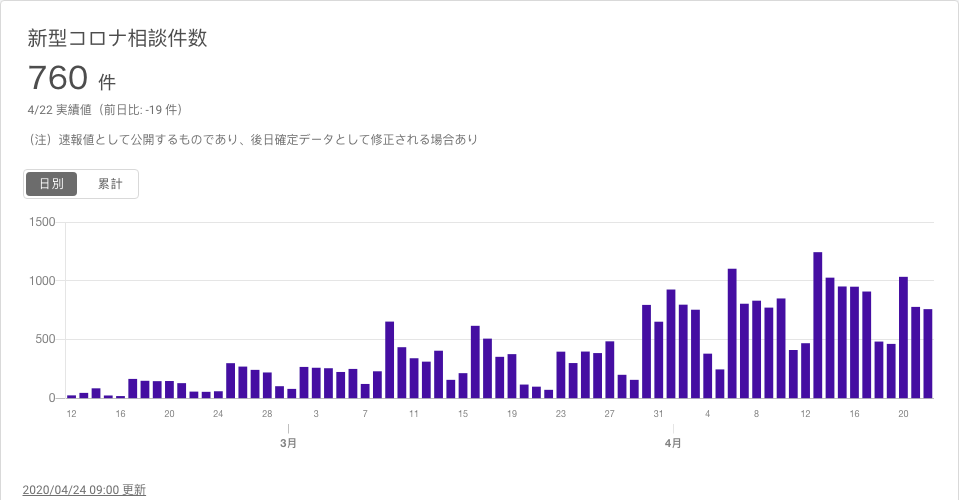 新型コロナ相談件数
760 件
4/22 実績値（前日比: -19 件）
（注）速報値として公開するものであり、後日確定データとして修正される場合あり
日別 累計
1500
1000
500
0
12 16 20 24 28 3 7 11 15 19 23 27 31 4 8 12 16 20
3月 4月
2020/04/24 09:00 更新